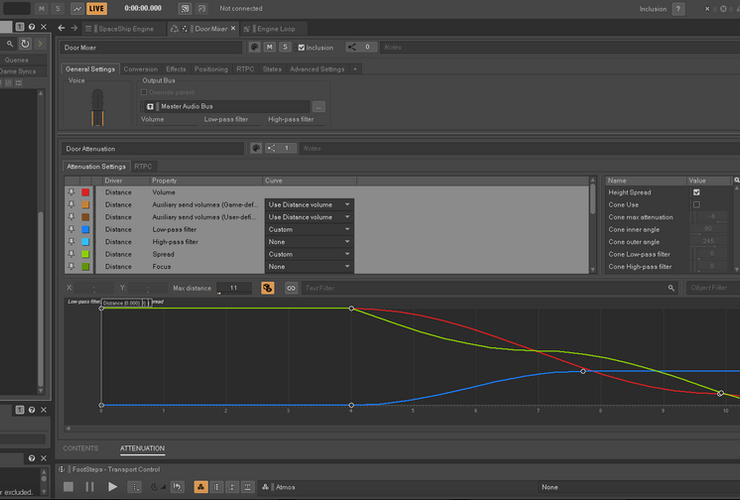 M S LIVE 0:00:00.000 Not connected Inclusion ?
SpaceShip Engine Door Mixer Engine Loop
Door Mixer M S Inclusion 0 Notes
Queries
Game Syncs
General Settings Conversion Effects Positioning RTPC States Advanced Settings +
Voice Output Bus
Override parent
Master Audio Bus ...
Volume Low-pass filter High-pass filter
Door Attenuation 1 Notes
Attenuation Settings RTPC
Driver Property Curve Name Value
Distance Volume Height Spread
Distance Auxiliary send volumes (Game-def... Use Distance volume Cone Use
Distance Auxiliary send volumes (User-defi... Use Distance volume Cone max attenuation -6
Distance Low-pass filter Custom Cone inner angle 90
Distance High-pass filter None Cone outer angle 245
Distance Spread Custom Cone Low-pass filter 0
Distance Focus None Cone High-pass filter 0
X: - Y: - Max distance 11 Text Filter Object Filter
Low-pass filter Distance (0.000)
0 1 2 3 4 5 6 7 8 9 10
CONTENTS ATTENUATION
FootSteps - Transport Control
r excluded.
Atmos None